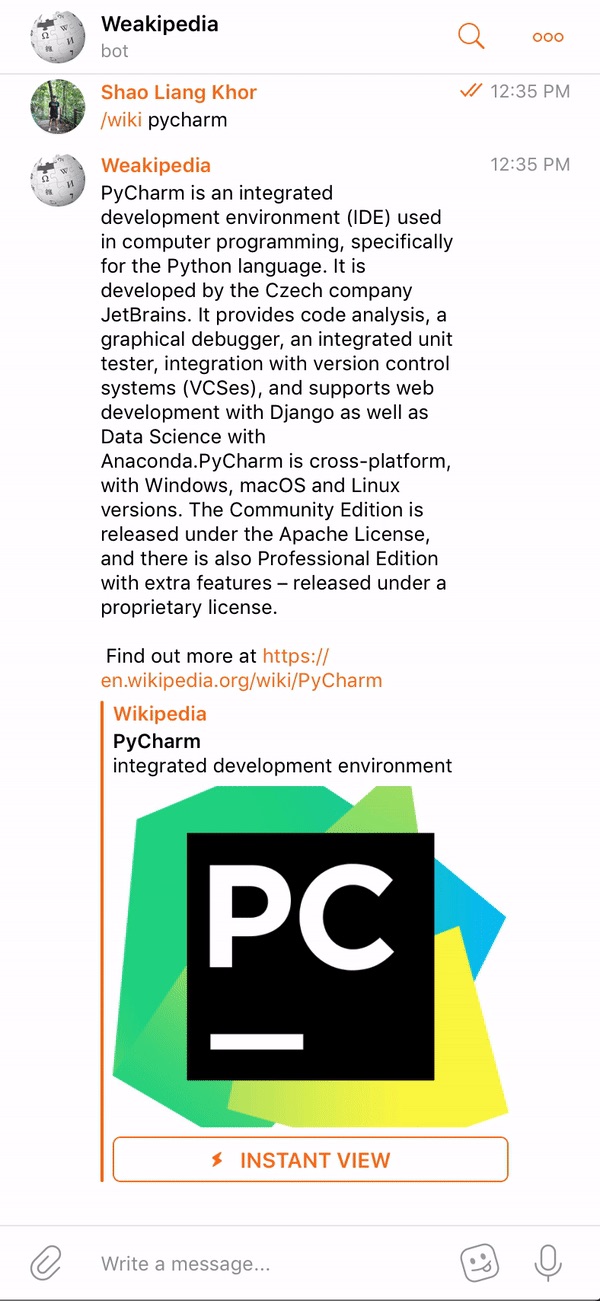 Weakipedia
bot
Shao Liang Khor
12:35 PM
/wiki pycharm
Weakipedia
12:35 PM
PyCharm is an integrated
development environment (IDE) used
in computer programming, specifically
for the Python language. It is
developed by the Czech company
JetBrains. It provides code analysis, a
graphical debugger, an integrated unit
tester, integration with version control
systems (VCSes), and supports web
development with Django as well as
Data Science with
Anaconda.PyCharm is cross-platform,
with Windows, macOS and Linux
versions. The Community Edition is
released under the Apache License,
and there is also Professional Edition
with extra features – released under a
proprietary license.
Find out more at https://
en.wikipedia.org/wiki/PyCharm
Wikipedia
PyCharm
integrated development environment
PC
INSTANT VIEW
Write a message...